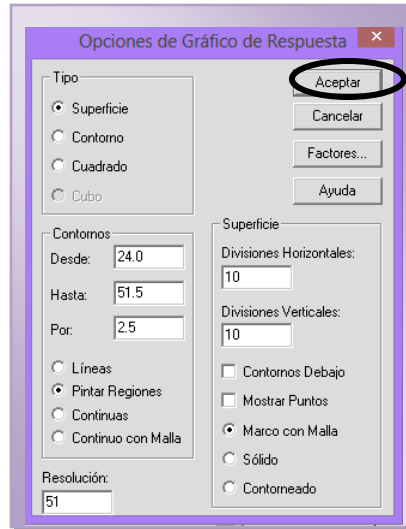 Opciones de Gráfico de Respuesta
Tipo
Superficie
Contorno
Cuadrado
Cubo
Aceptar
Cancelar
Factores...
Ayuda
Contornos
Desde: 24.0
Hasta: 51.5
Por: 2.5
Líneas
Pintar Regiones
Continuas
Continuo con Malla
Resolución:
51
Superficie
Divisiones Horizontales:
10
Divisiones Verticales:
10
Contornos Debajo
Mostrar Puntos
Marco con Malla
Sólido
Contorneado